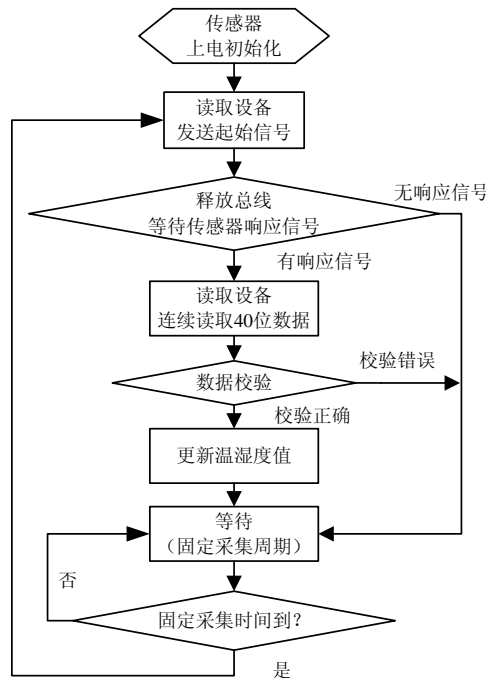 传感器
上电初始化
读取设备
发送起始信号
释放总线
等待传感器响应信号
无响应信号
有响应信号
读取设备
连续读取40位数据
数据校验
校验错误
校验正确
更新温湿度值
等待
（固定采集周期）
否
固定采集时间到?
是